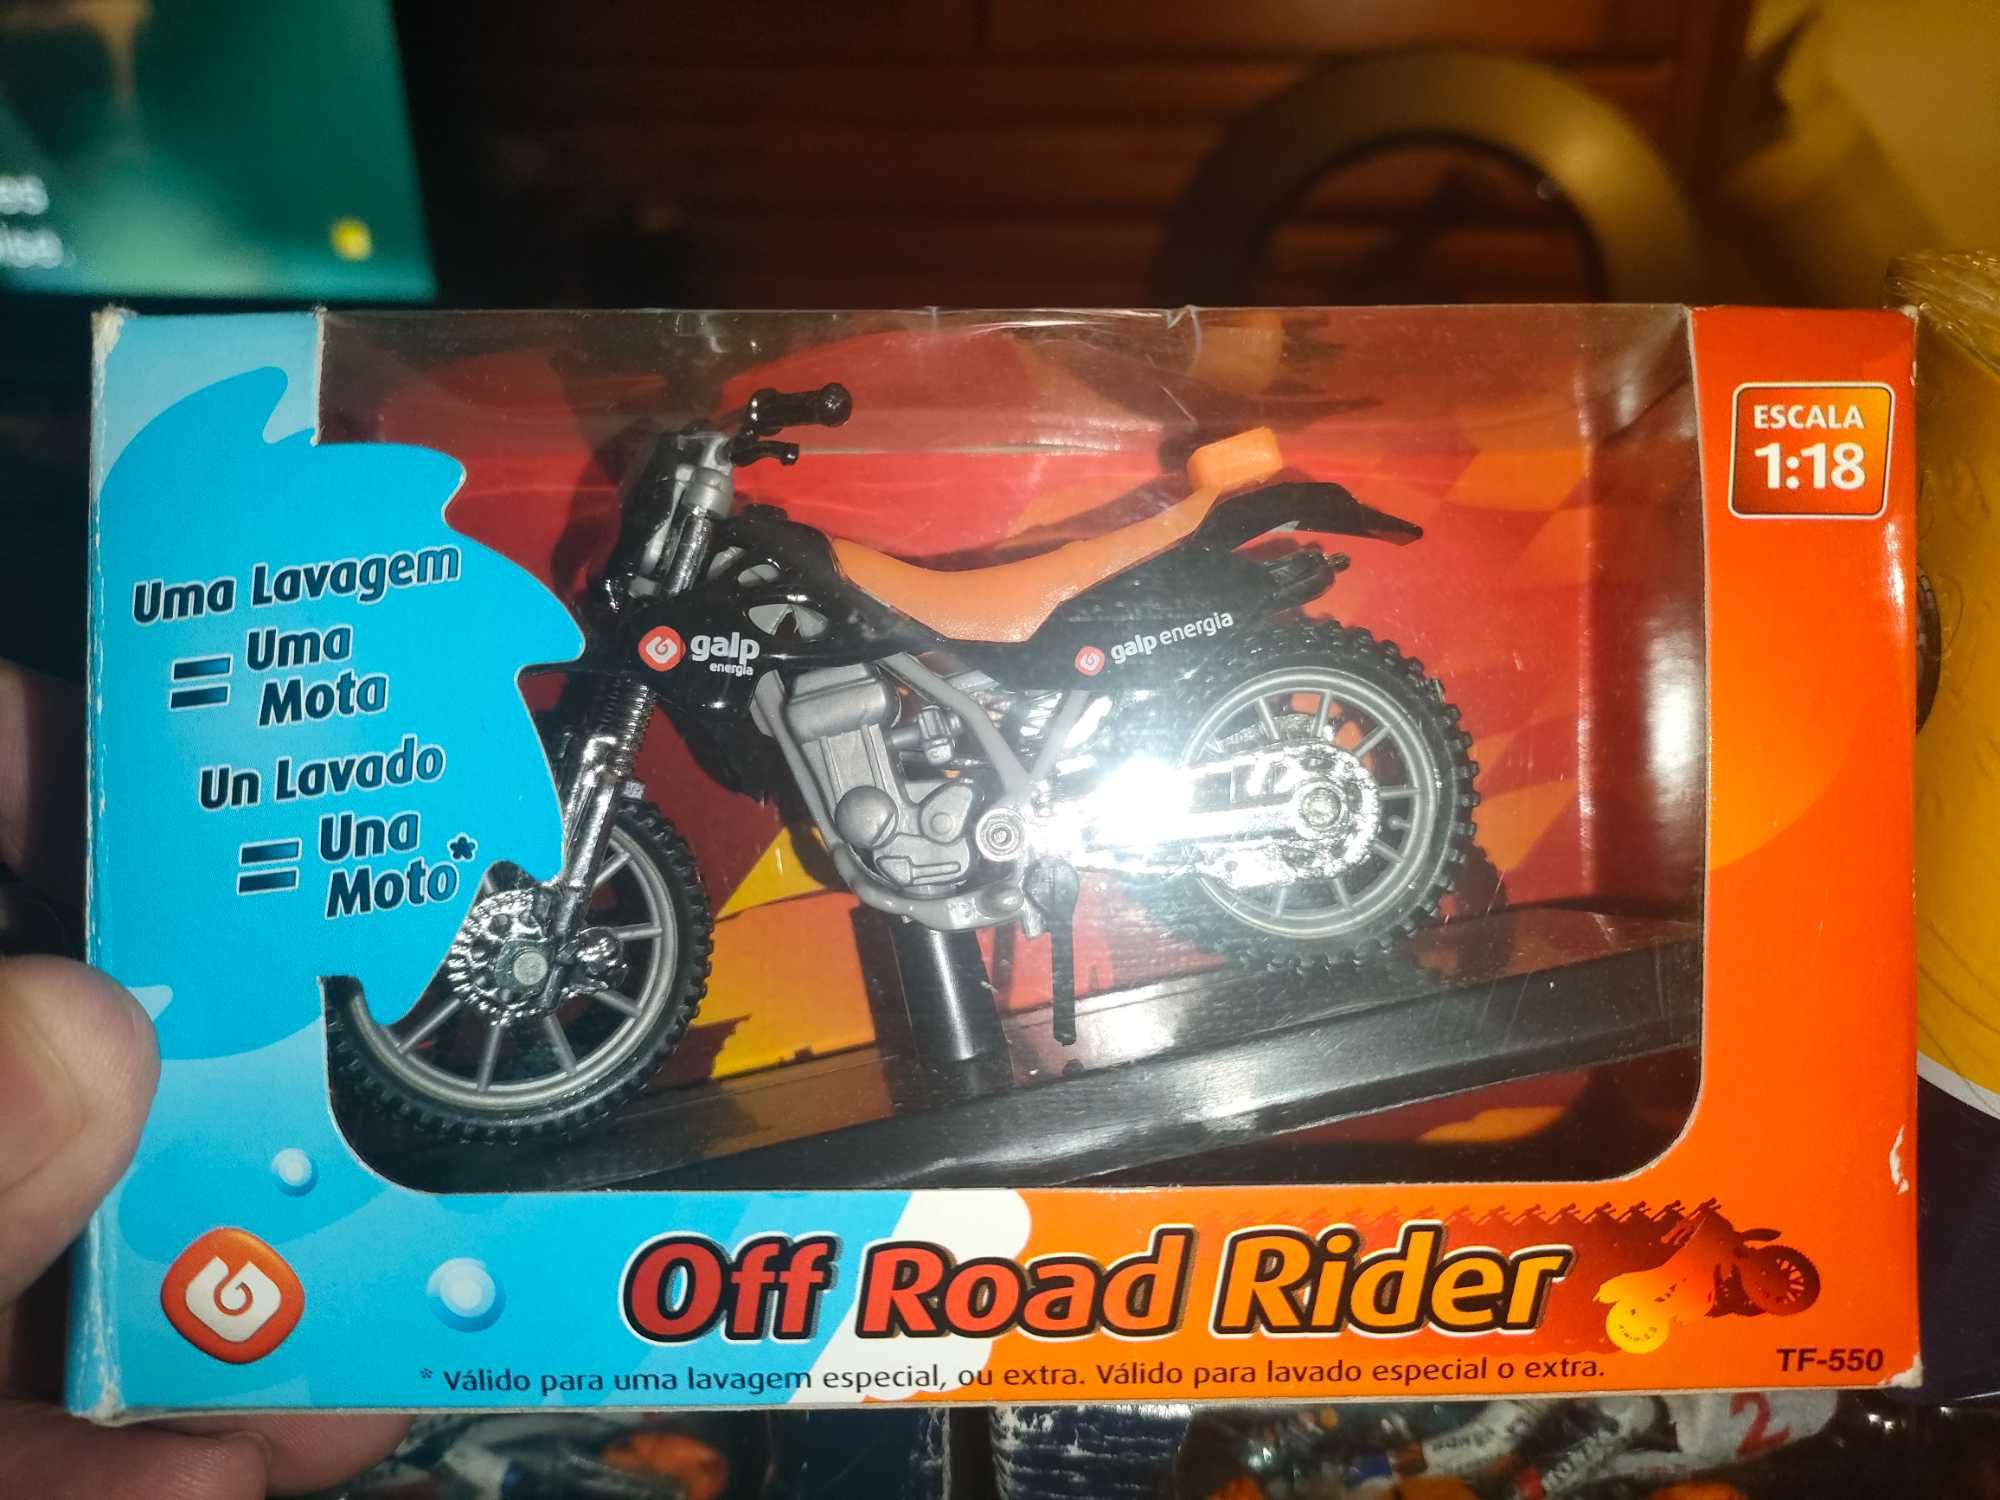 Uma Lavagem
= Uma
Mota
Un Lavado
= Una
Moto*
ESCALA
1:18
galp
energia
galp energia
Off Road Rider
* Válido para uma lavagem especial, ou extra. Válido para lavado especial o extra.
TF-550
2